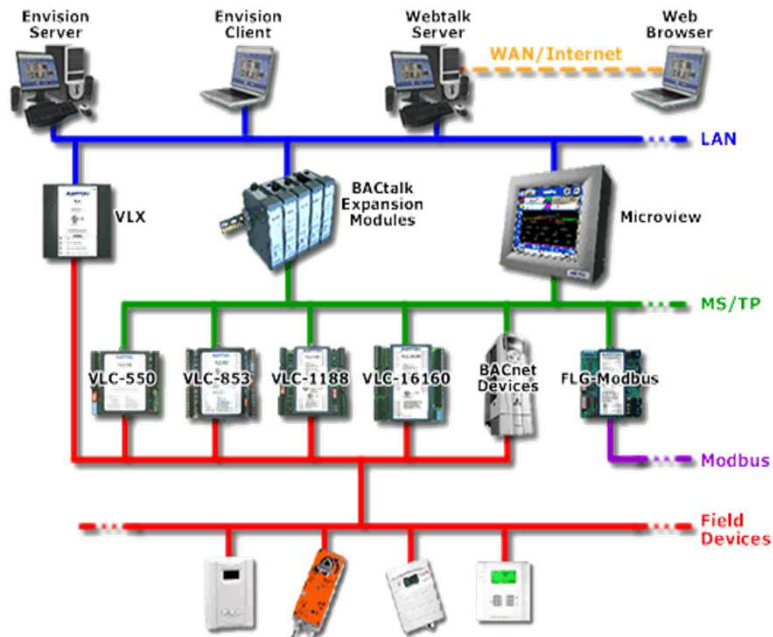 Envision
Server
Envision
Client
Webtalk
Server
Web
Browser
WAN/Internet
LAN
VLX
BACtalk
Expansion
Modules
Microview
MS/TP
VLC-550
VLC-853
VLC-1188
VLC-16160
BACnet
Devices
FLG-Modbus
Modbus
Field
Devices